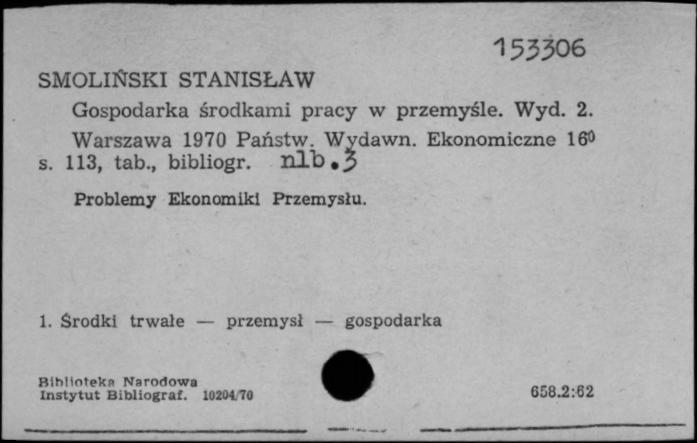 153306
SMOLIŃSKI STANISŁAW
Gospodarka środkami pracy w przemyśle. Wyd. 2.
Warszawa 1970 Państw. Wydawn. Ekonomiczne 16⁰
s. 113, tab., bibliogr. nlb. 3
Problemy Ekonomiki Przemysłu.
1. Środki trwałe — przemysł — gospodarka
Biblioteka Narodowa
Instytut Bibliograf. 10204/70
658.2:62